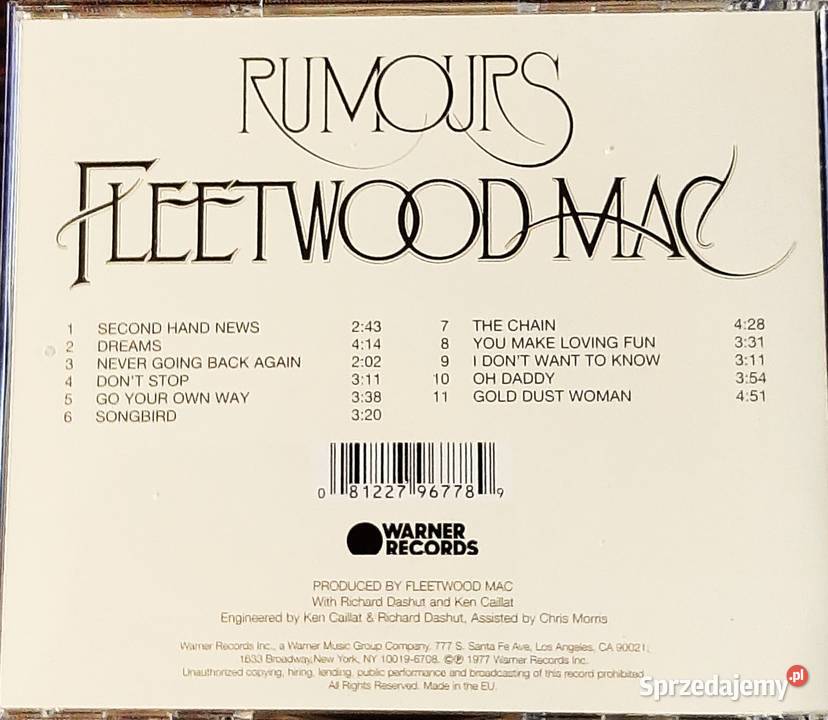 RUMOURS
FLEETWOOD MAC
1 SECOND HAND NEWS 2:43
2 DREAMS 4:14
3 NEVER GOING BACK AGAIN 2:02
4 DON'T STOP 3:11
5 GO YOUR OWN WAY 3:38
6 SONGBIRD 3:20
7 THE CHAIN 4:28
8 YOU MAKE LOVING FUN 3:31
9 I DON'T WANT TO KNOW 3:11
10 OH DADDY 3:54
11 GOLD DUST WOMAN 4:51
0 81227 96778 9
WARNER
RECORDS
PRODUCED BY FLEETWOOD MAC
With Richard Dashut and Ken Caillat
Engineered by Ken Caillat & Richard Dashut, Assisted by Chris Morris
Warner Records Inc., a Warner Music Group Company. 777 S. Santa Fe Ave, Los Angeles, CA 90021;
1633 Broadway, New York, NY 10019-6708. ©℗ 1977 Warner Records Inc.
Unauthorized copying, hiring, lending, public performance and broadcasting of this record prohibited.
All Rights Reserved. Made in the EU.
Sprzedajemy.pl